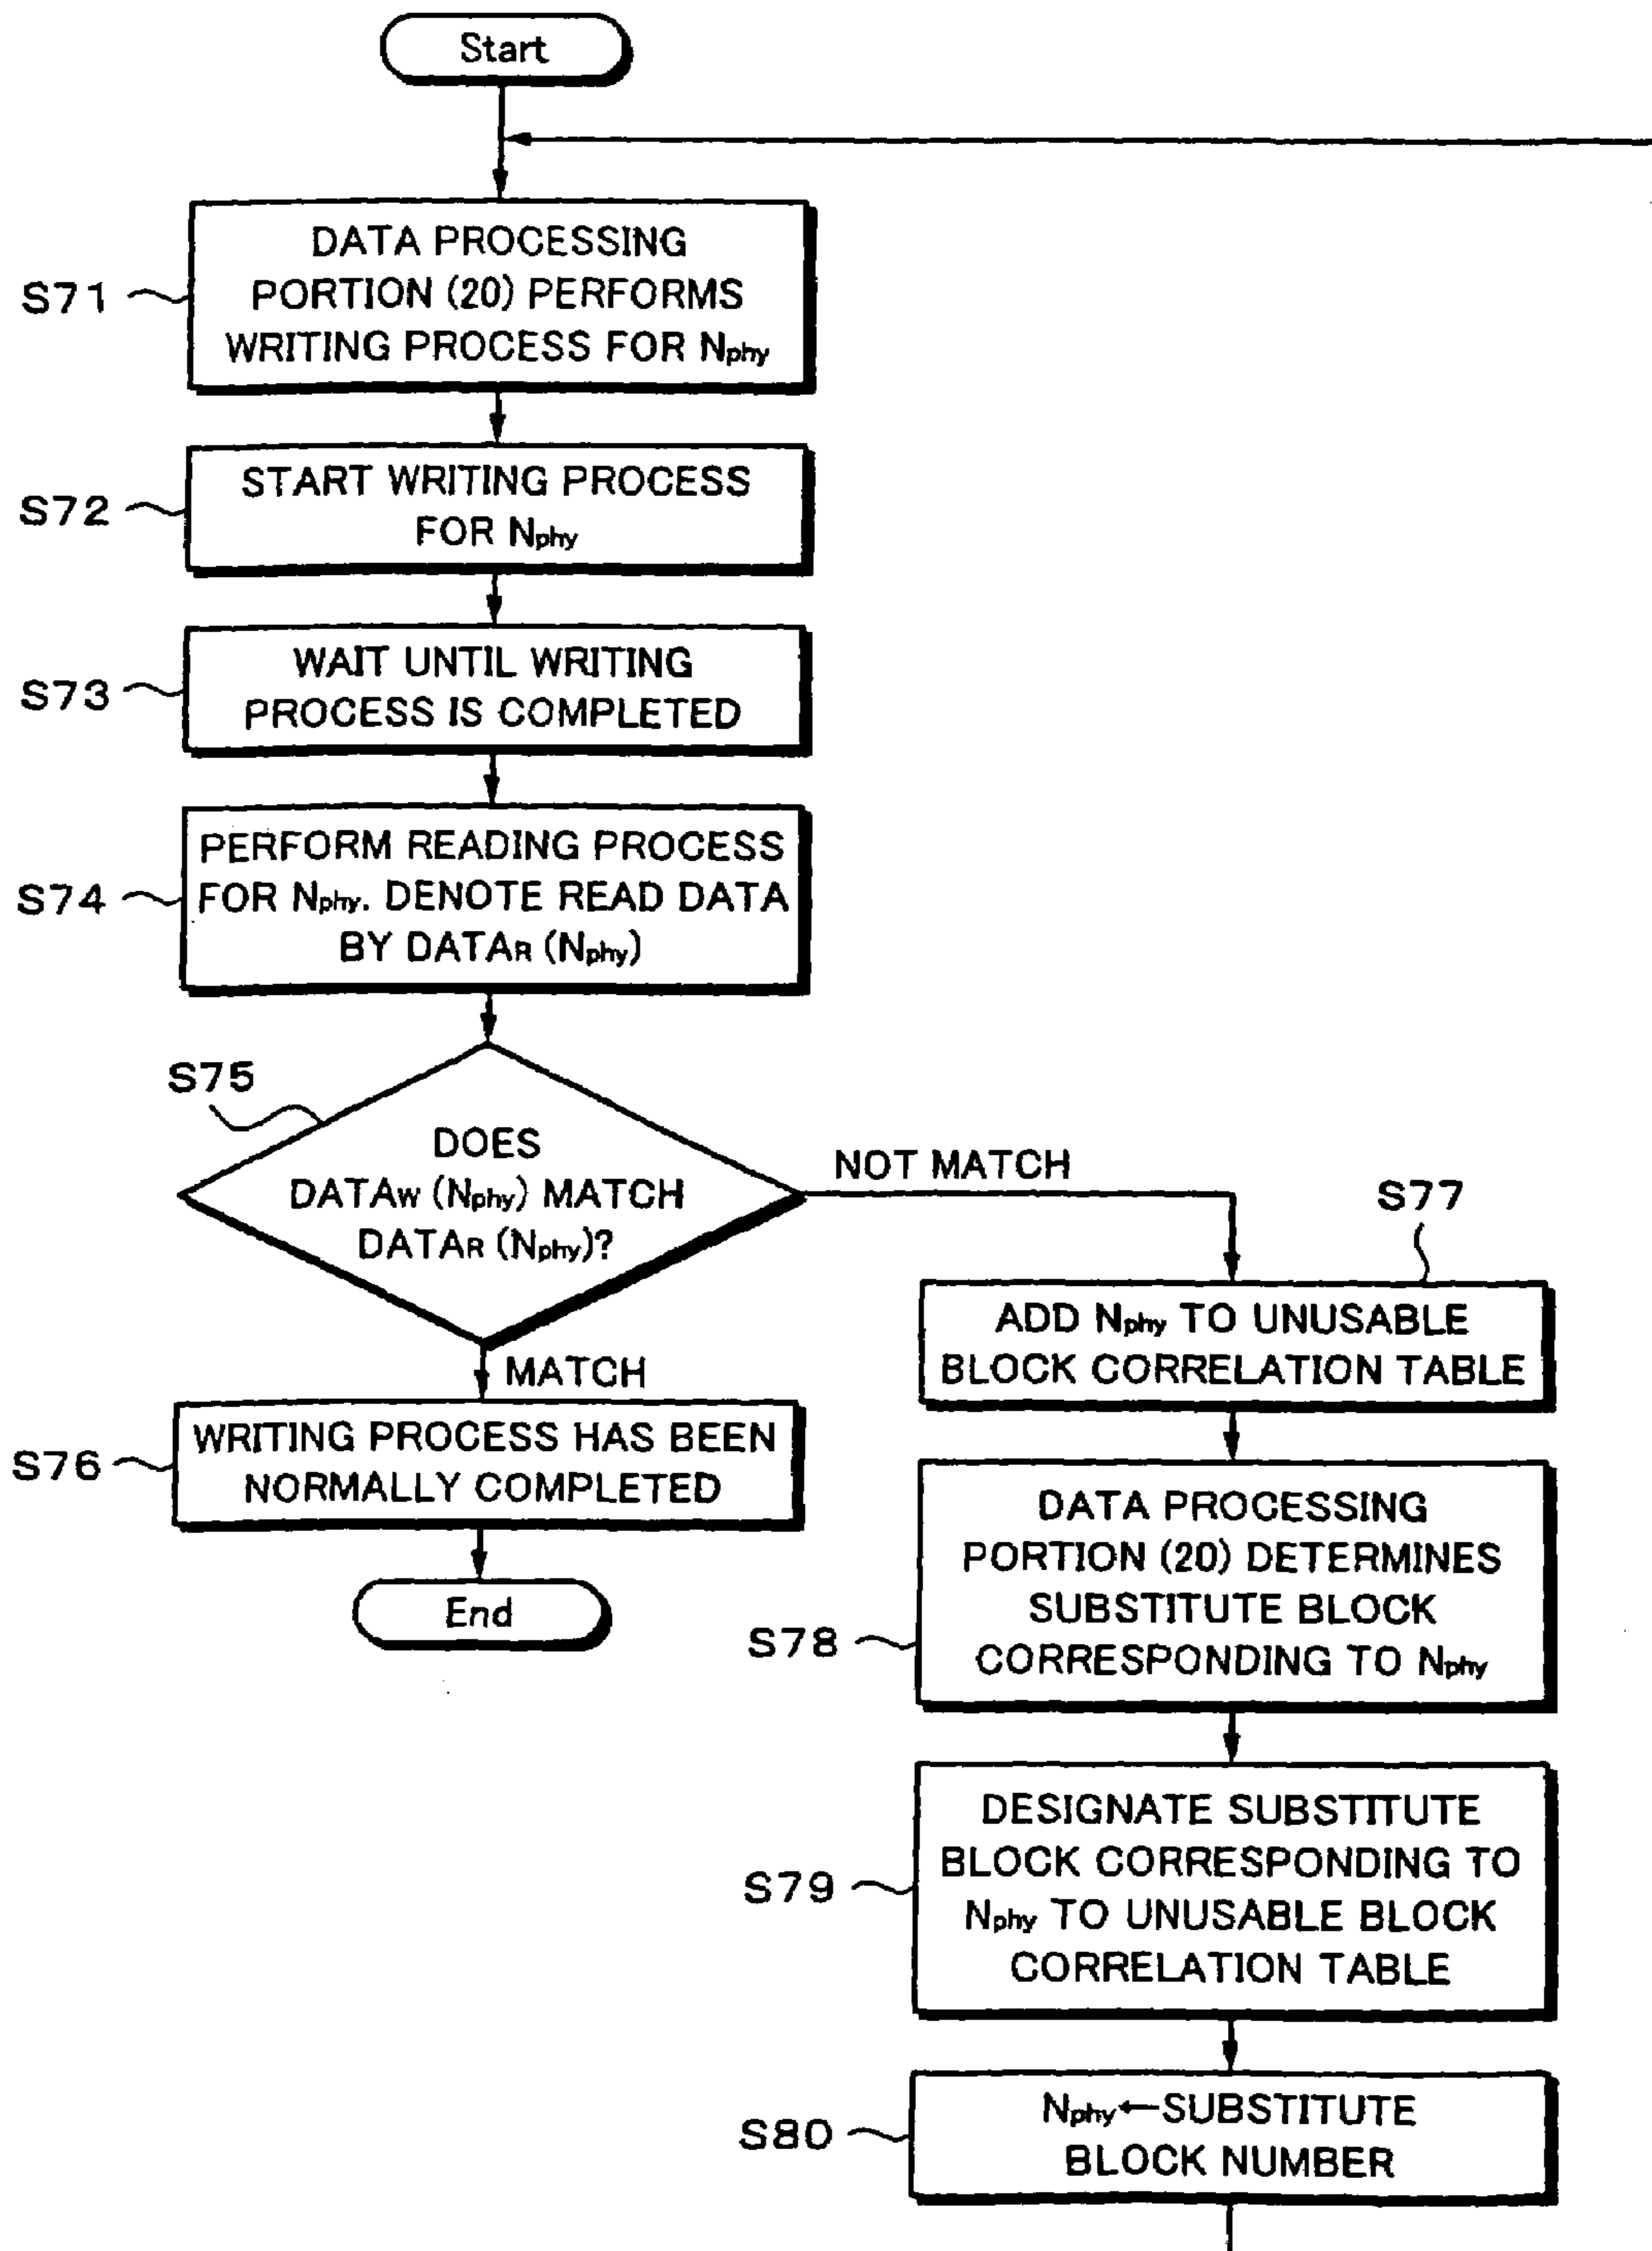 Start
S71
DATA PROCESSING
PORTION (20) PERFORMS
WRITING PROCESS FOR Nphy
S72
START WRITING PROCESS
FOR Nphy
S73
WAIT UNTIL WRITING
PROCESS IS COMPLETED
S74
PERFORM READING PROCESS
FOR Nphy. DENOTE READ DATA
BY DATAR (Nphy)
S75
DOES
DATAW (Nphy) MATCH
DATAR (Nphy)?
NOT MATCH
MATCH
S76
WRITING PROCESS HAS BEEN
NORMALLY COMPLETED
End
S77
ADD Nphy TO UNUSABLE
BLOCK CORRELATION TABLE
S78
DATA PROCESSING
PORTION (20) DETERMINES
SUBSTITUTE BLOCK
CORRESPONDING TO Nphy
S79
DESIGNATE SUBSTITUTE
BLOCK CORRESPONDING TO
Nphy TO UNUSABLE BLOCK
CORRELATION TABLE
S80
Nphy←SUBSTITUTE
BLOCK NUMBER